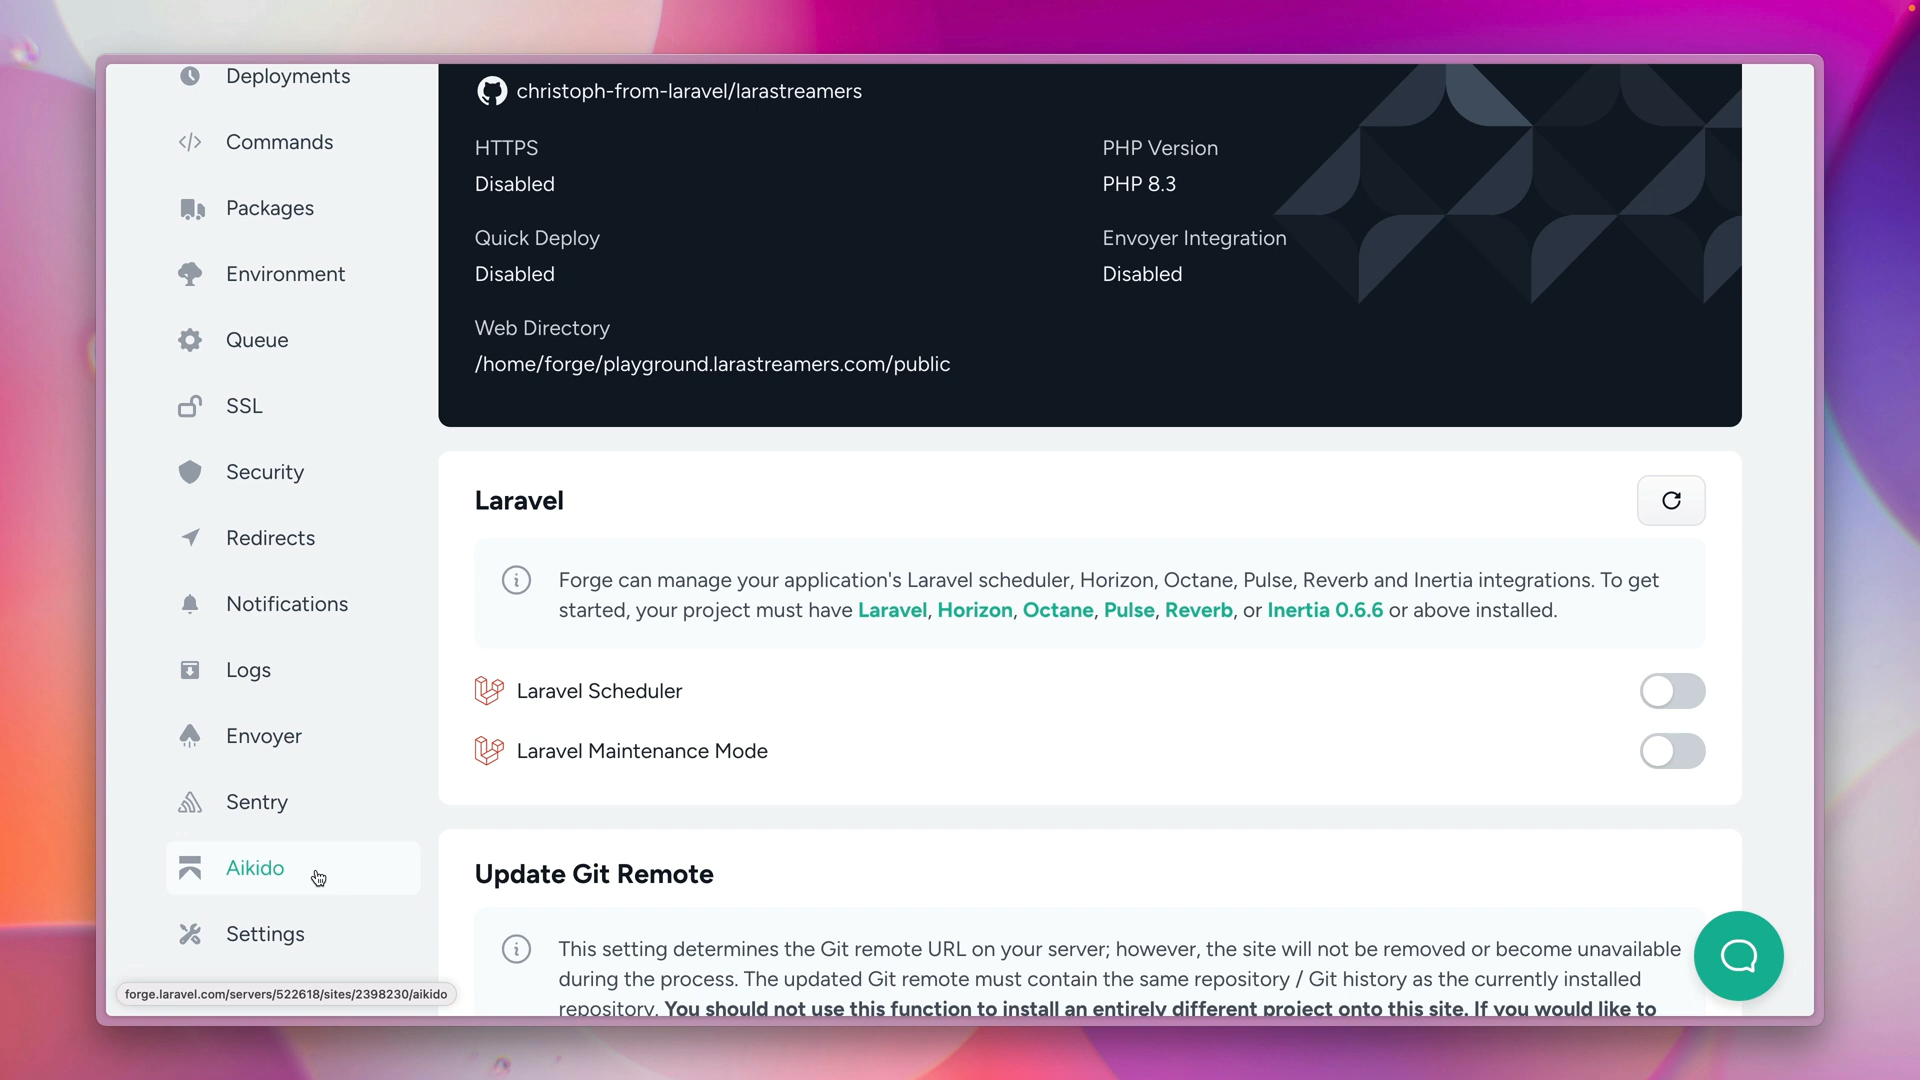 Deployments
Commands
Packages
Environment
Queue
SSL
Security
Redirects
Notifications
Logs
Envoyer
Sentry
Aikido
Settings
forge.laravel.com/servers/522618/sites/2398230/aikido
christoph-from-laravel/larastreamers
HTTPS
Disabled
PHP Version
PHP 8.3
Quick Deploy
Disabled
Envoyer Integration
Disabled
Web Directory
/home/forge/playground.larastreamers.com/public
Laravel
Forge can manage your application's Laravel scheduler, Horizon, Octane, Pulse, Reverb and Inertia integrations. To get
started, your project must have Laravel, Horizon, Octane, Pulse, Reverb, or Inertia 0.6.6 or above installed.
Laravel Scheduler
Laravel Maintenance Mode
Update Git Remote
This setting determines the Git remote URL on your server; however, the site will not be removed or become unavailable
during the process. The updated Git remote must contain the same repository / Git history as the currently installed
repository. You should not use this function to install an entirely different project onto this site. If you would like to